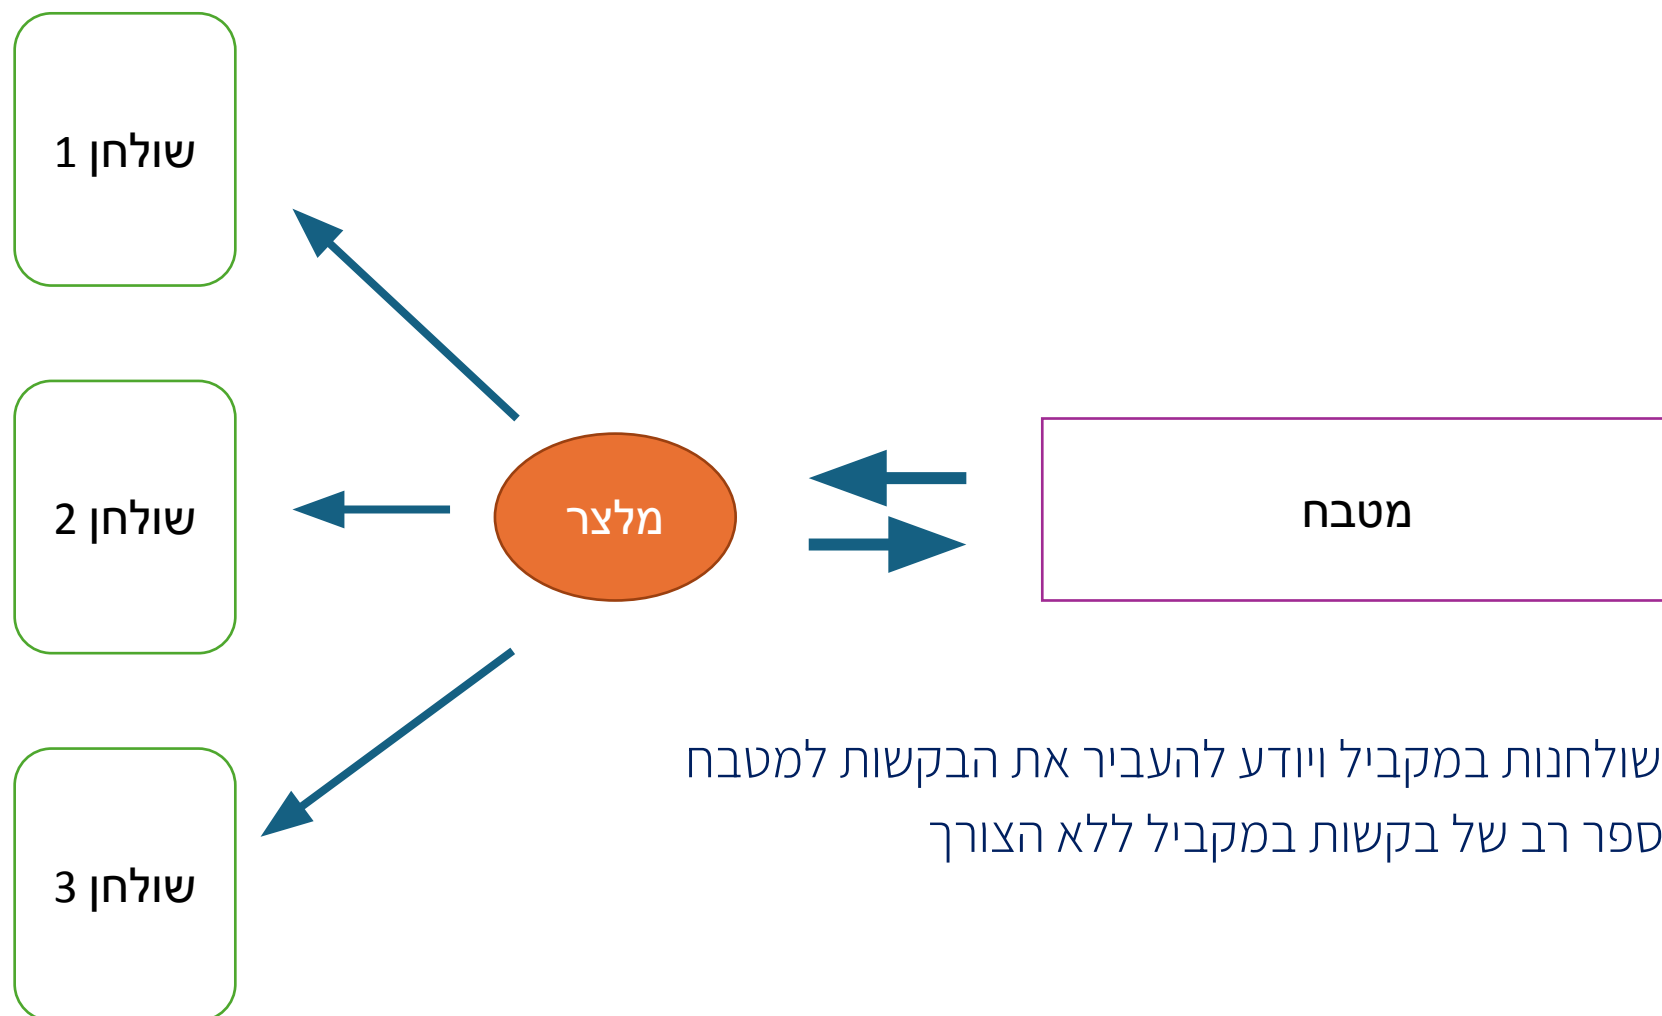 שולחן 1
שולחן 2
מלצר
מטבח
שולחנות במקביל ויודע להעביר את הבקשות למטבח
ספר רב של בקשות במקביל ללא הצורך
שולחן 3